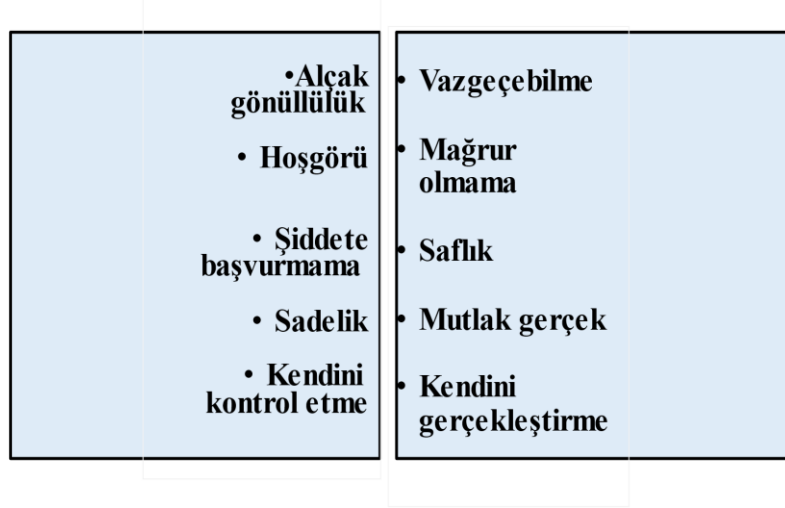 •Alçak
gönüllülük
• Hoşgörü
• Şiddete
başvurmama
• Sadelik
• Kendini
kontrol etme
• Vazgeçebilme
• Mağrur
olmama
• Saflık
• Mutlak gerçek
• Kendini
gerçekleştirme